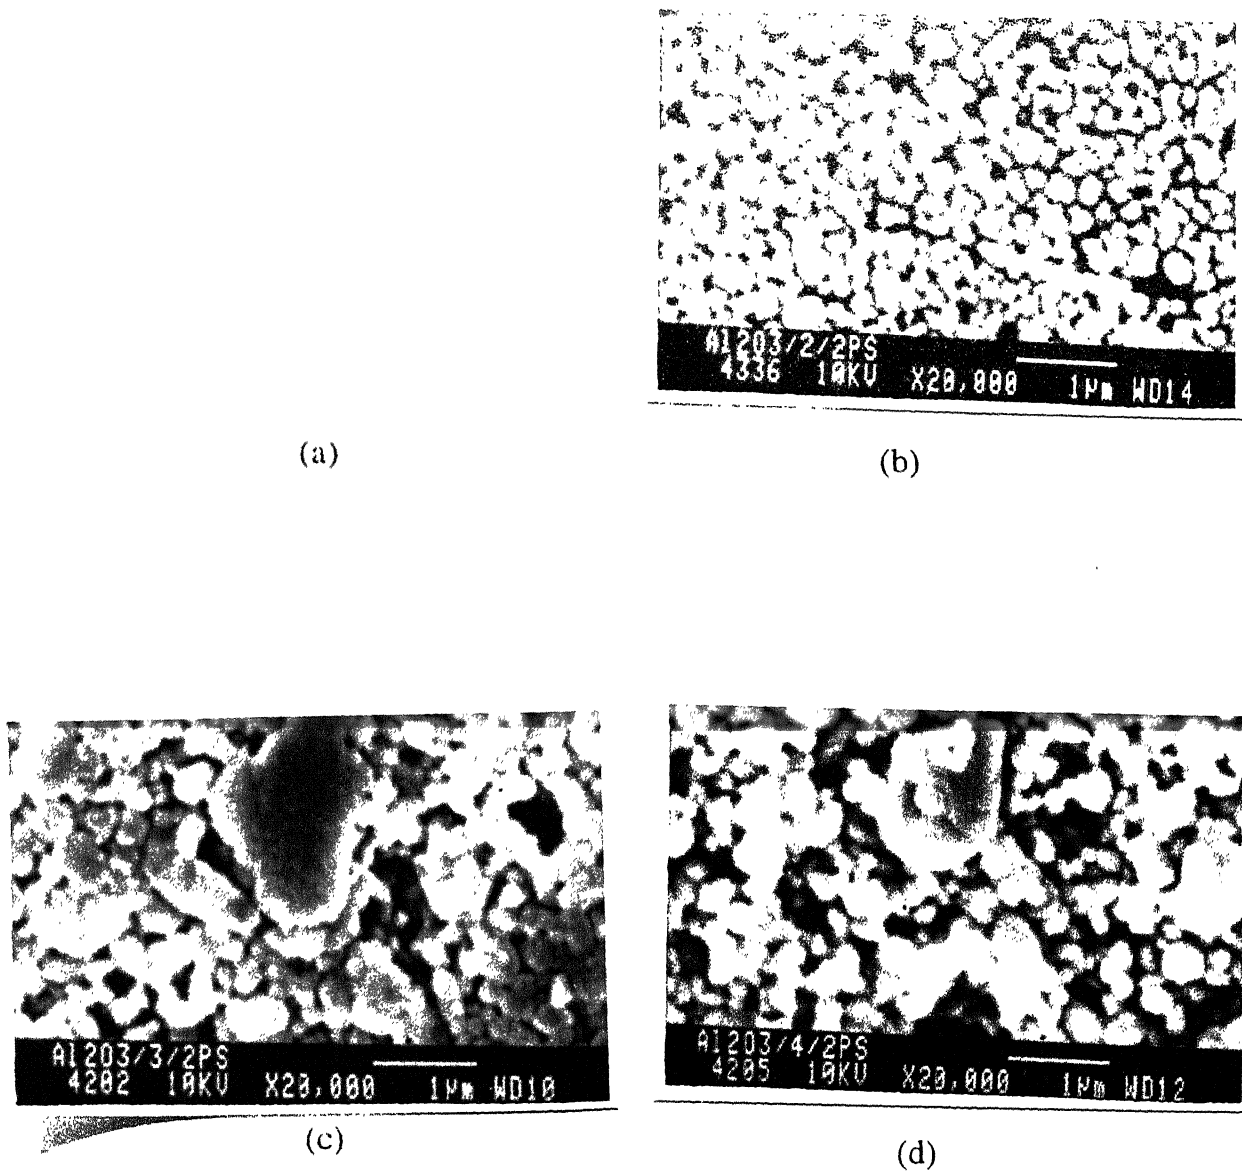 Al2O3/2/2PS
4336 10KV X20,000 1µm WD14
(a)
(b)
Al2O3/3/2PS
4202 10KV X20,000 1µm WD10
Al2O3/4/2PS
4205 10KV X20,000 1µm WD12
(c)
(d)